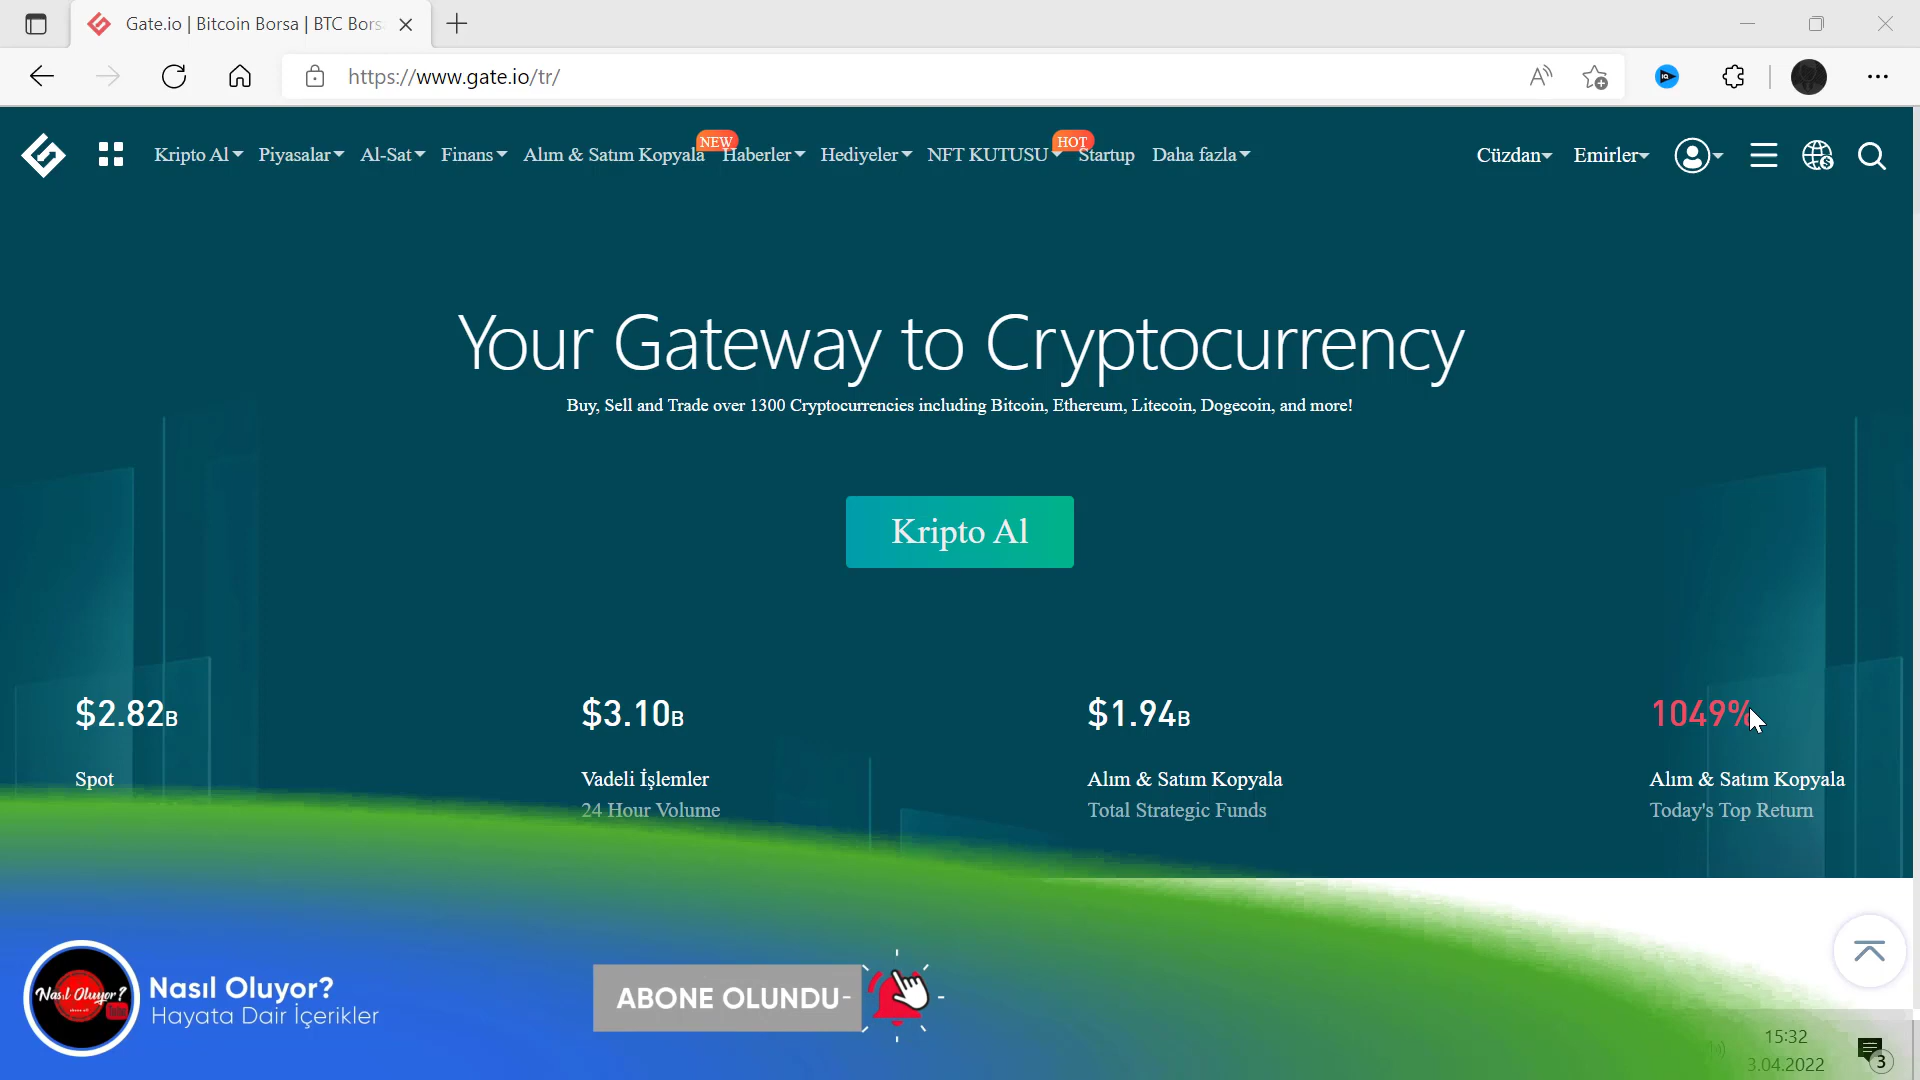 Gate.io | Bitcoin Borsa | BTC Bors
https://www.gate.io/tr/
Kripto Al Piyasalar Al-Sat Finans Alım & Satım Kopyala NEW Haberler Hediyeler NFT KUTUSU HOT Startup Daha fazla Cüzdan Emirler
Your Gateway to Cryptocurrency
Buy, Sell and Trade over 1300 Cryptocurrencies including Bitcoin, Ethereum, Litecoin, Dogecoin, and more!
Kripto Al
$2.82B $3.10B $1.94B 1049%
Spot Vadeli İşlemler Alım & Satım Kopyala Alım & Satım Kopyala
24 Hour Volume Total Strategic Funds Today's Top Return
Nasıl Oluyor?
Nasıl Oluyor?
Hayata Dair İçerikler
ABONE OLUNDU
15:32
3.04.2022
3